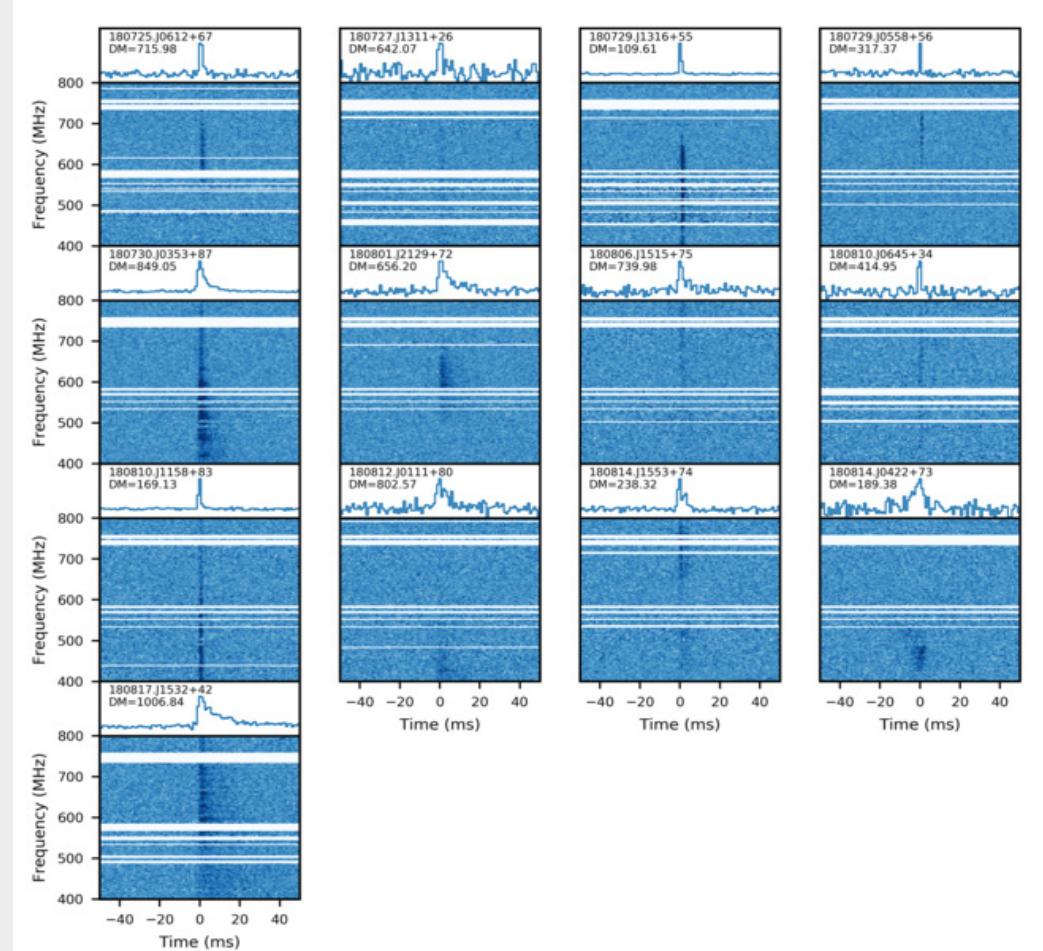 180725.J0612+67
DM=715.98
180727.J1311+26
DM=642.07
180729.J1316+55
DM=109.61
180729.J0558+56
DM=317.37
800
700
600
500
400
Frequency (MHz)
180730.J0353+87
DM=849.05
180801.J2129+72
DM=656.20
180806.J1515+75
DM=739.98
180810.J0645+34
DM=414.95
800
700
600
500
400
Frequency (MHz)
180810.J1158+83
DM=169.13
180812.J0111+80
DM=802.57
180814.J1553+74
DM=238.32
180814.J0422+73
DM=189.38
800
700
600
500
400
Frequency (MHz)
−40 −20 0 20 40
Time (ms)
−40 −20 0 20 40
Time (ms)
−40 −20 0 20 40
Time (ms)
180817.J1532+42
DM=1006.84
800
700
600
500
400
Frequency (MHz)
−40 −20 0 20 40
Time (ms)